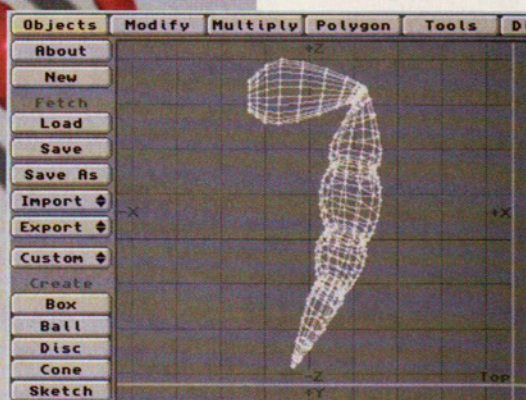 Objects Modify Multiply Polygon Tools D
About
New
Fetch
Load
Save
Save As
Import
Export
Custom
Create
Box
Ball
Disc
Cone
Sketch
+Z
-X +X
-Z Top
+Y